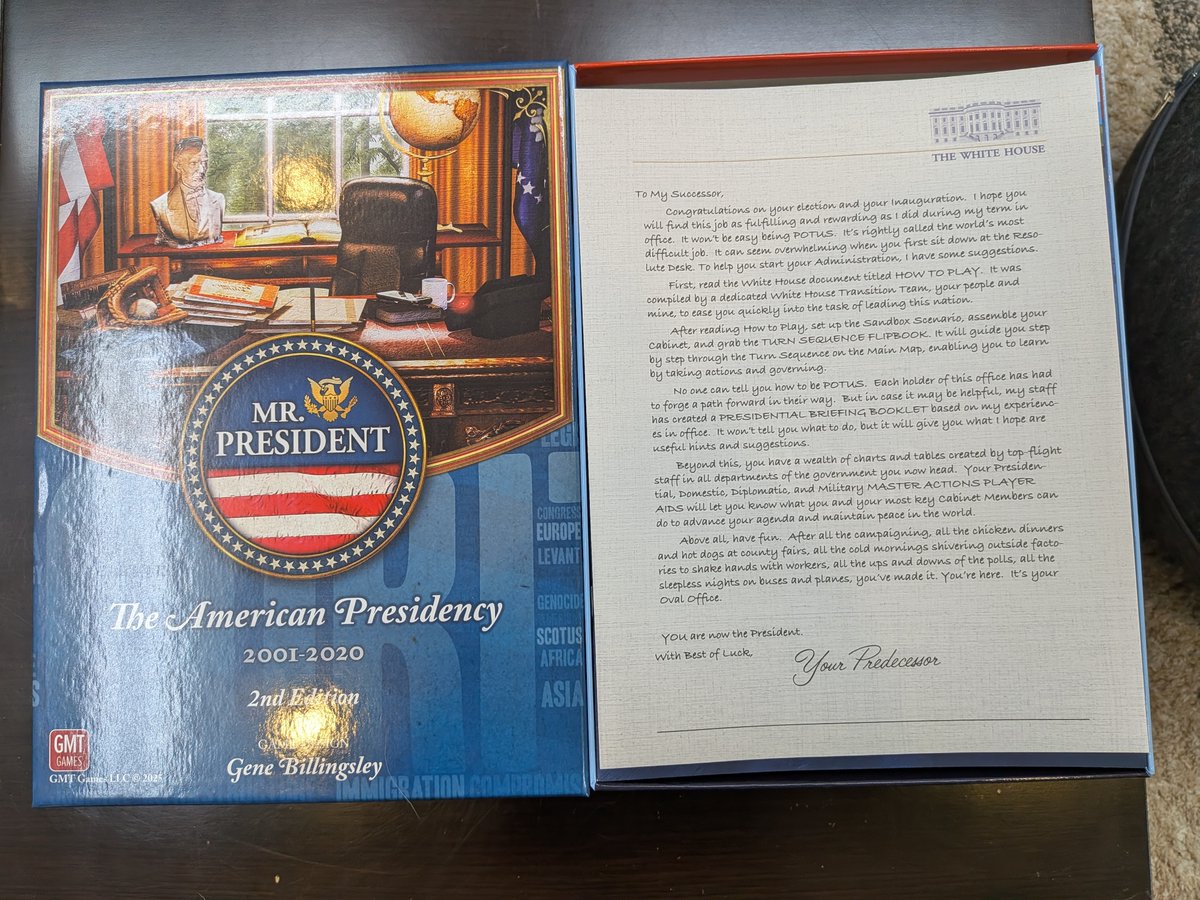 MR.
PRESIDENT
The American Presidency
2001-2020
2nd Edition
GAME DESIGN
Gene Billingsley
GMT
GAMES
GMT Games LLC © 2025
CONGRESS
EUROPE
LEVANT
GENOCIDE
SCOTUS
AFRICA
ASIA
IMMIGRATION COMPROMIS
THE WHITE HOUSE
To My Successor,
Congratulations on your election and your Inauguration. I hope you
will find this job as fulfilling and rewarding as I did during my term in
office. It won't be easy being POTUS. It's rightly called the world's most
difficult job. It can seem overwhelming when you first sit down at the Reso-
lute Desk. To help you start your Administration, I have some suggestions.
First, read the White House document titled HOW TO PLAY. It was
compiled by a dedicated White House Transition Team, your people and
mine, to ease you quickly into the task of leading this nation.
After reading How to Play, set up the Sandbox Scenario, assemble your
Cabinet, and grab the TURN SEQUENCE FLIPBOOK. It will guide you step
by step through the Turn Sequence on the Main Map, enabling you to learn
by taking actions and governing.
No one can tell you how to be POTUS. Each holder of this office has had
to forge a path forward in their way. But in case it may be helpful, my staff
has created a PRESIDENTIAL BRIEFING BOOKLET based on my experienc-
es in office. It won't tell you what to do, but it will give you what I hope are
useful hints and suggestions.
Beyond this, you have a wealth of charts and tables created by top-flight
staff in all departments of the government you now head. Your Presiden-
tial, Domestic, Diplomatic, and Military MASTER ACTIONS PLAYER
AIDS will let you know what you and your most key Cabinet Members can
do to advance your agenda and maintain peace in the world.
Above all, have fun. After all the campaigning, all the chicken dinners
and hot dogs at county fairs, all the cold mornings shivering outside facto-
ries to shake hands with workers, all the ups and downs of the polls, all the
sleepless nights on buses and planes, you've made it. You're here. It's your
Oval Office.
YOU are now the President.
With Best of Luck,
Your Predecessor